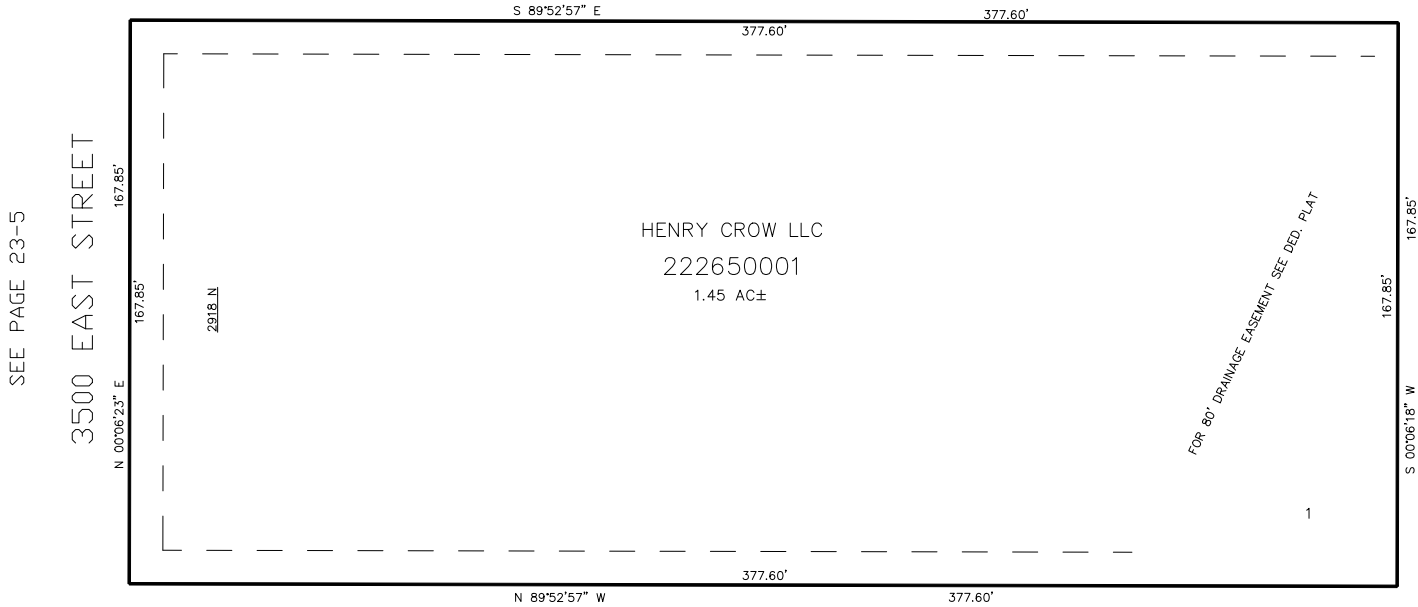 S 89°52'57" E
377.60'
377.60'
SEE PAGE 23-5
3500 EAST STREET
N 00°06'23" E
167.85'
167.85'
2918 N
HENRY CROW LLC
222650001
1.45 AC±
FOR 80' DRAINAGE EASEMENT SEE DED. PLAT
167.85'
167.85'
S 00°06'18" W
1
377.60'
N 89°52'57" W
377.60'